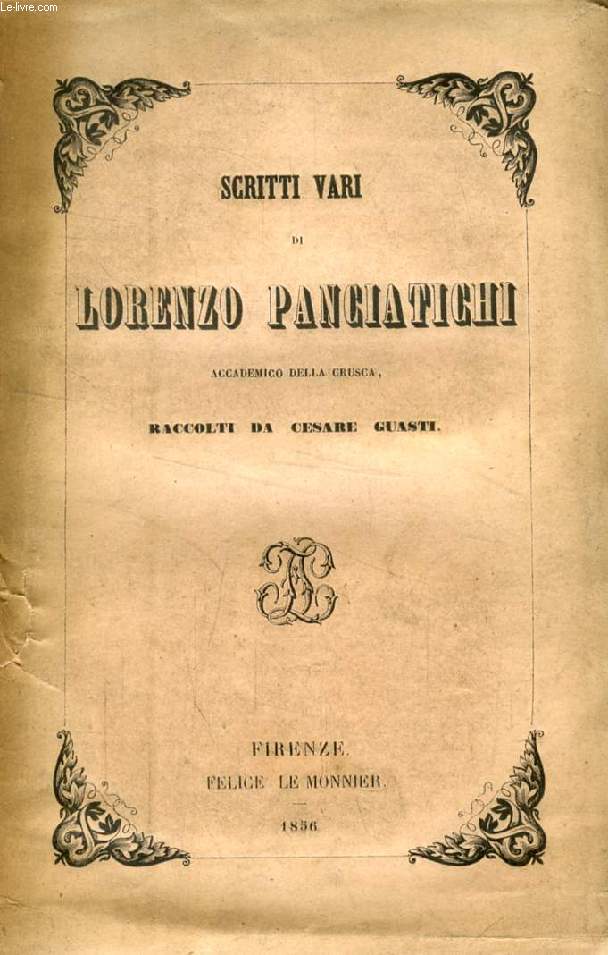 Le-livre.com
SCRITTI VARI
DI
LORENZO PANCIATICHI
ACCADEMICO DELLA CRUSCA,
RACCOLTI DA CESARE GUASTI.
FIRENZE.
FELICE LE MONNIER.
1856